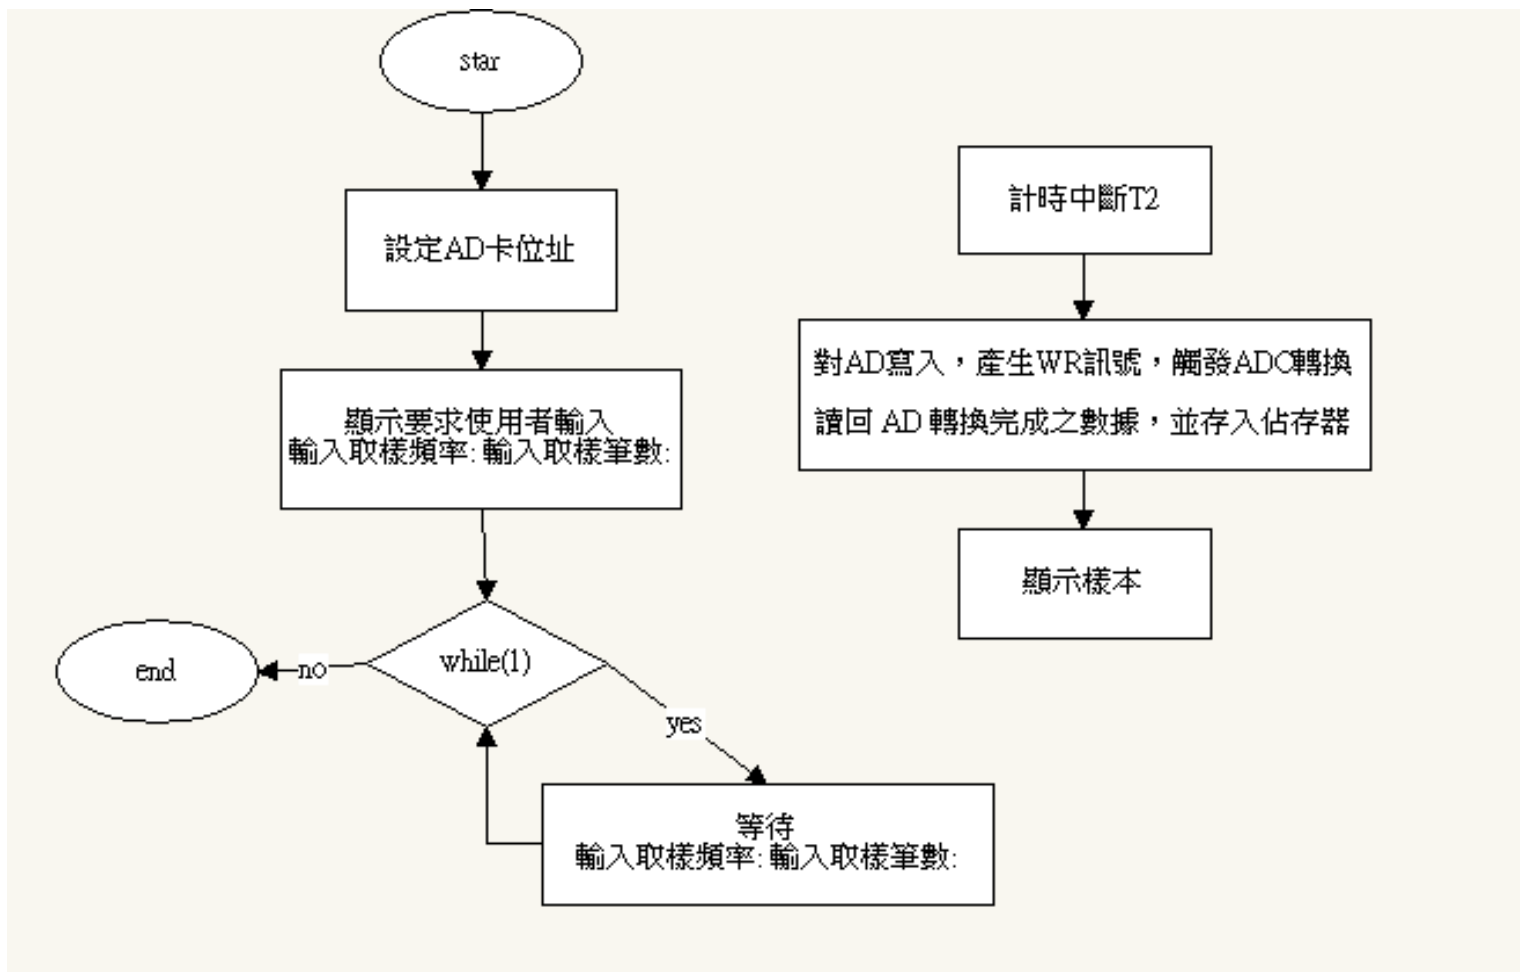 star
設定AD卡位址
顯示要求使用者輸入
輸入取樣頻率: 輸入取樣筆數:
while(1)
no
end
yes
等待
輸入取樣頻率: 輸入取樣筆數:
計時中斷T2
對AD寫入，產生WR訊號，觸發ADC轉換
讀回 AD 轉換完成之數據，並存入佔存器
顯示樣本